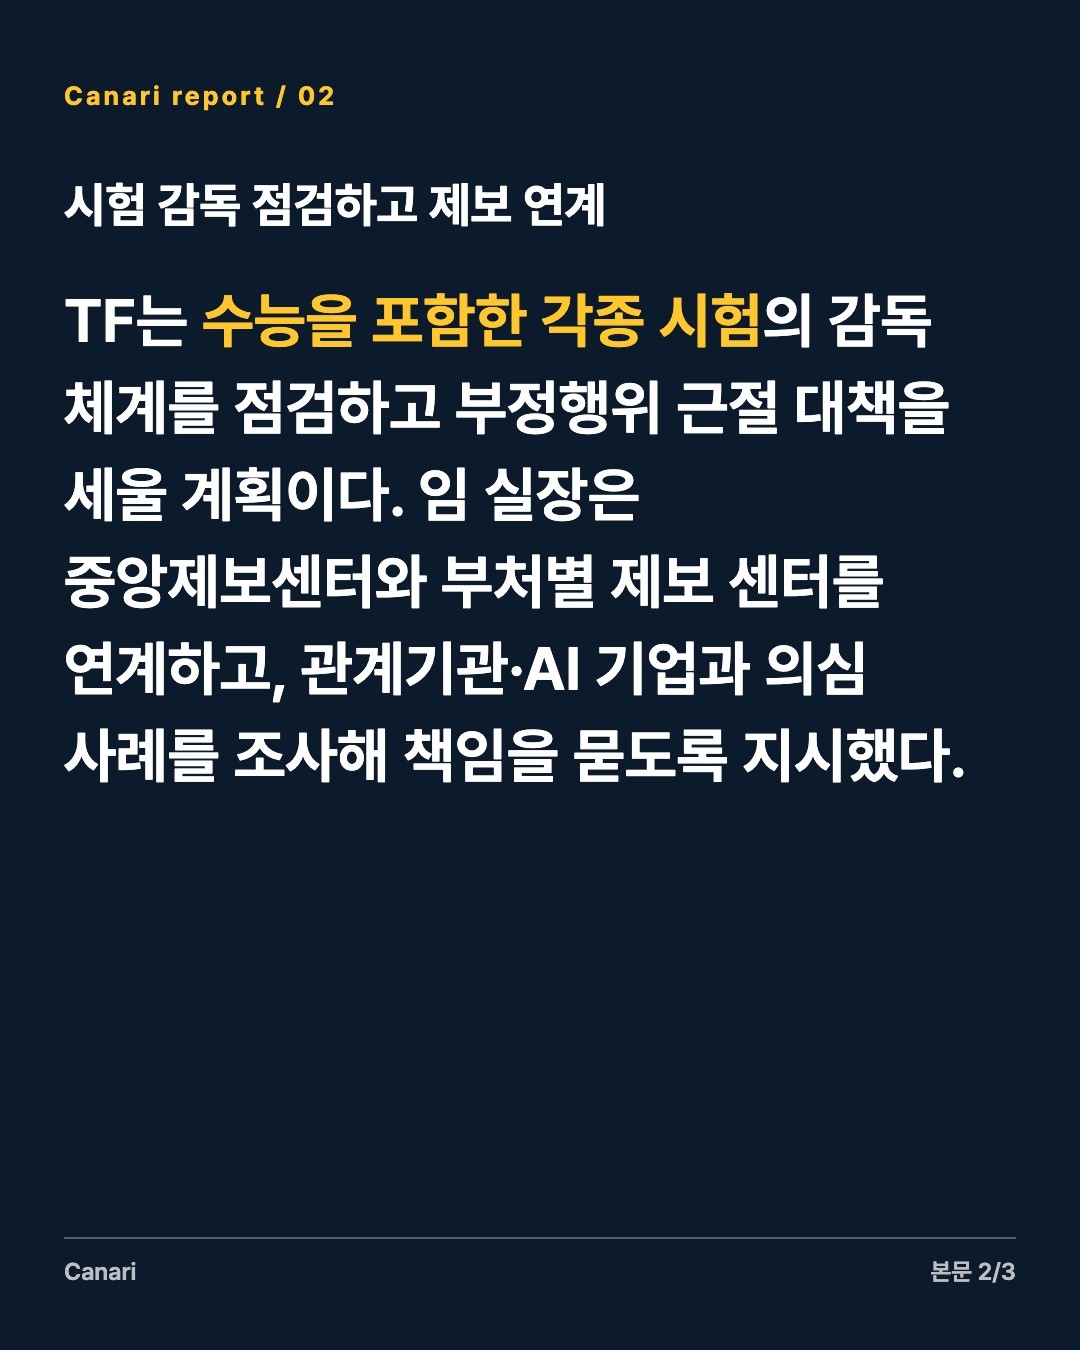 Canari report / 02
시험 감독 점검하고 제보 연계
TF는 수능을 포함한 각종 시험의 감독
체계를 점검하고 부정행위 근절 대책을
세울 계획이다. 임 실장은
중앙제보센터와 부처별 제보 센터를
연계하고, 관계기관·AI 기업과 의심
사례를 조사해 책임을 묻도록 지시했다.
Canari
본문 2/3